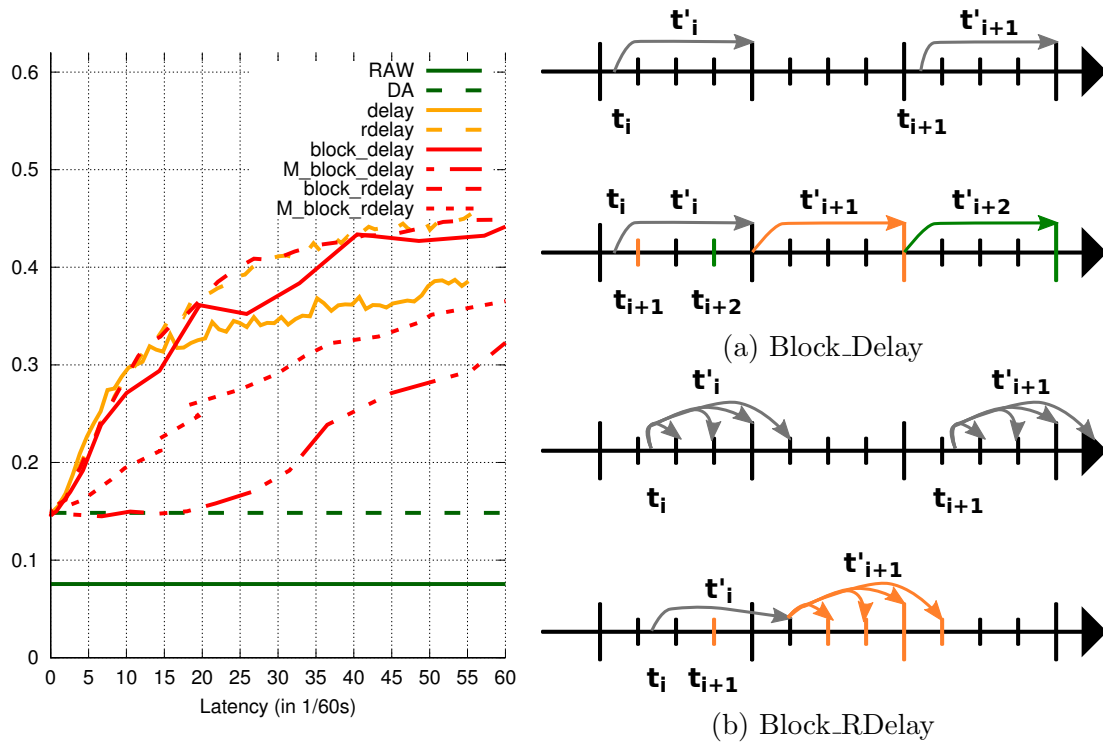 0.6
0.5
0.4
0.3
0.2
0.1
0
RAW
DA
delay
rdelay
block_delay
M_block_delay
block_rdelay
M_block_rdelay
0 5 10 15 20 25 30 35 40 45 50 55 60
Latency (in 1/60s)
t'i t'i+1
ti ti+1
ti t'i t'i+1 t'i+2
ti+1 ti+2
(a) Block_Delay
t'i t'i+1
ti ti+1
t'i t'i+1
ti ti+1
(b) Block_RDelay